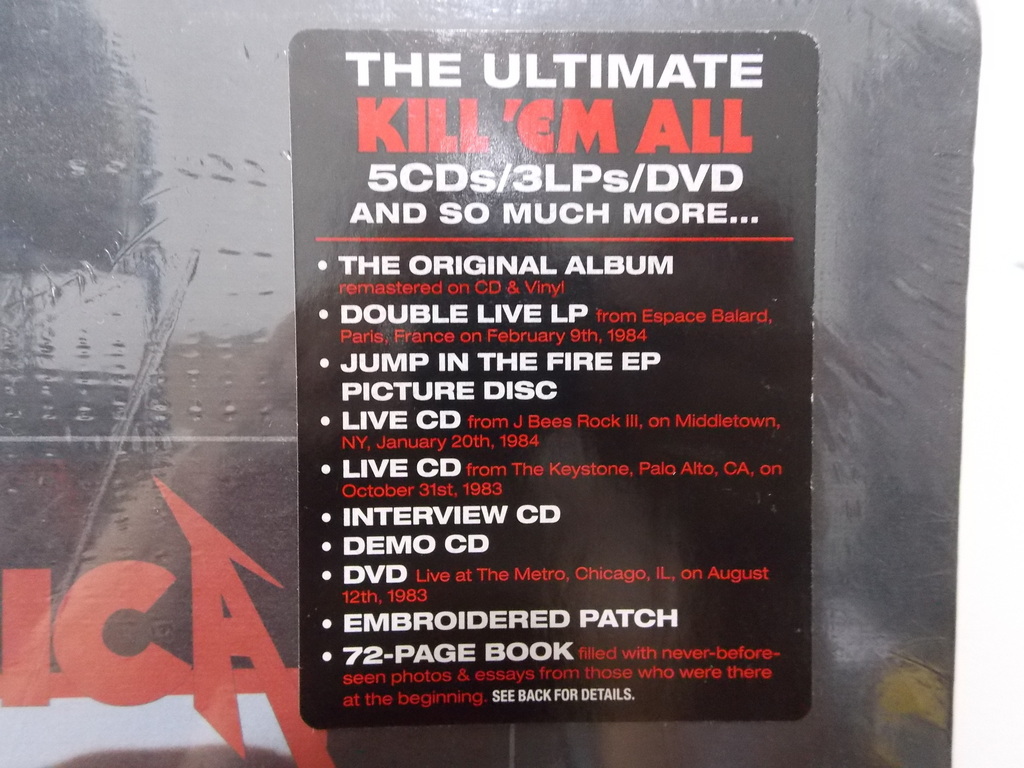 THE ULTIMATE
KILL 'EM ALL
5CDs/3LPs/DVD
AND SO MUCH MORE...
• THE ORIGINAL ALBUM
remastered on CD & Vinyl
• DOUBLE LIVE LP from Espace Balard,
Paris, France on February 9th, 1984
• JUMP IN THE FIRE EP
PICTURE DISC
• LIVE CD from J Bees Rock III, on Middletown,
NY, January 20th, 1984
• LIVE CD from The Keystone, Palo Alto, CA, on
October 31st, 1983
• INTERVIEW CD
• DEMO CD
• DVD Live at The Metro, Chicago, IL, on August
12th, 1983
• EMBROIDERED PATCH
• 72-PAGE BOOK filled with never-before-
seen photos & essays from those who were there
at the beginning. SEE BACK FOR DETAILS.
ICA